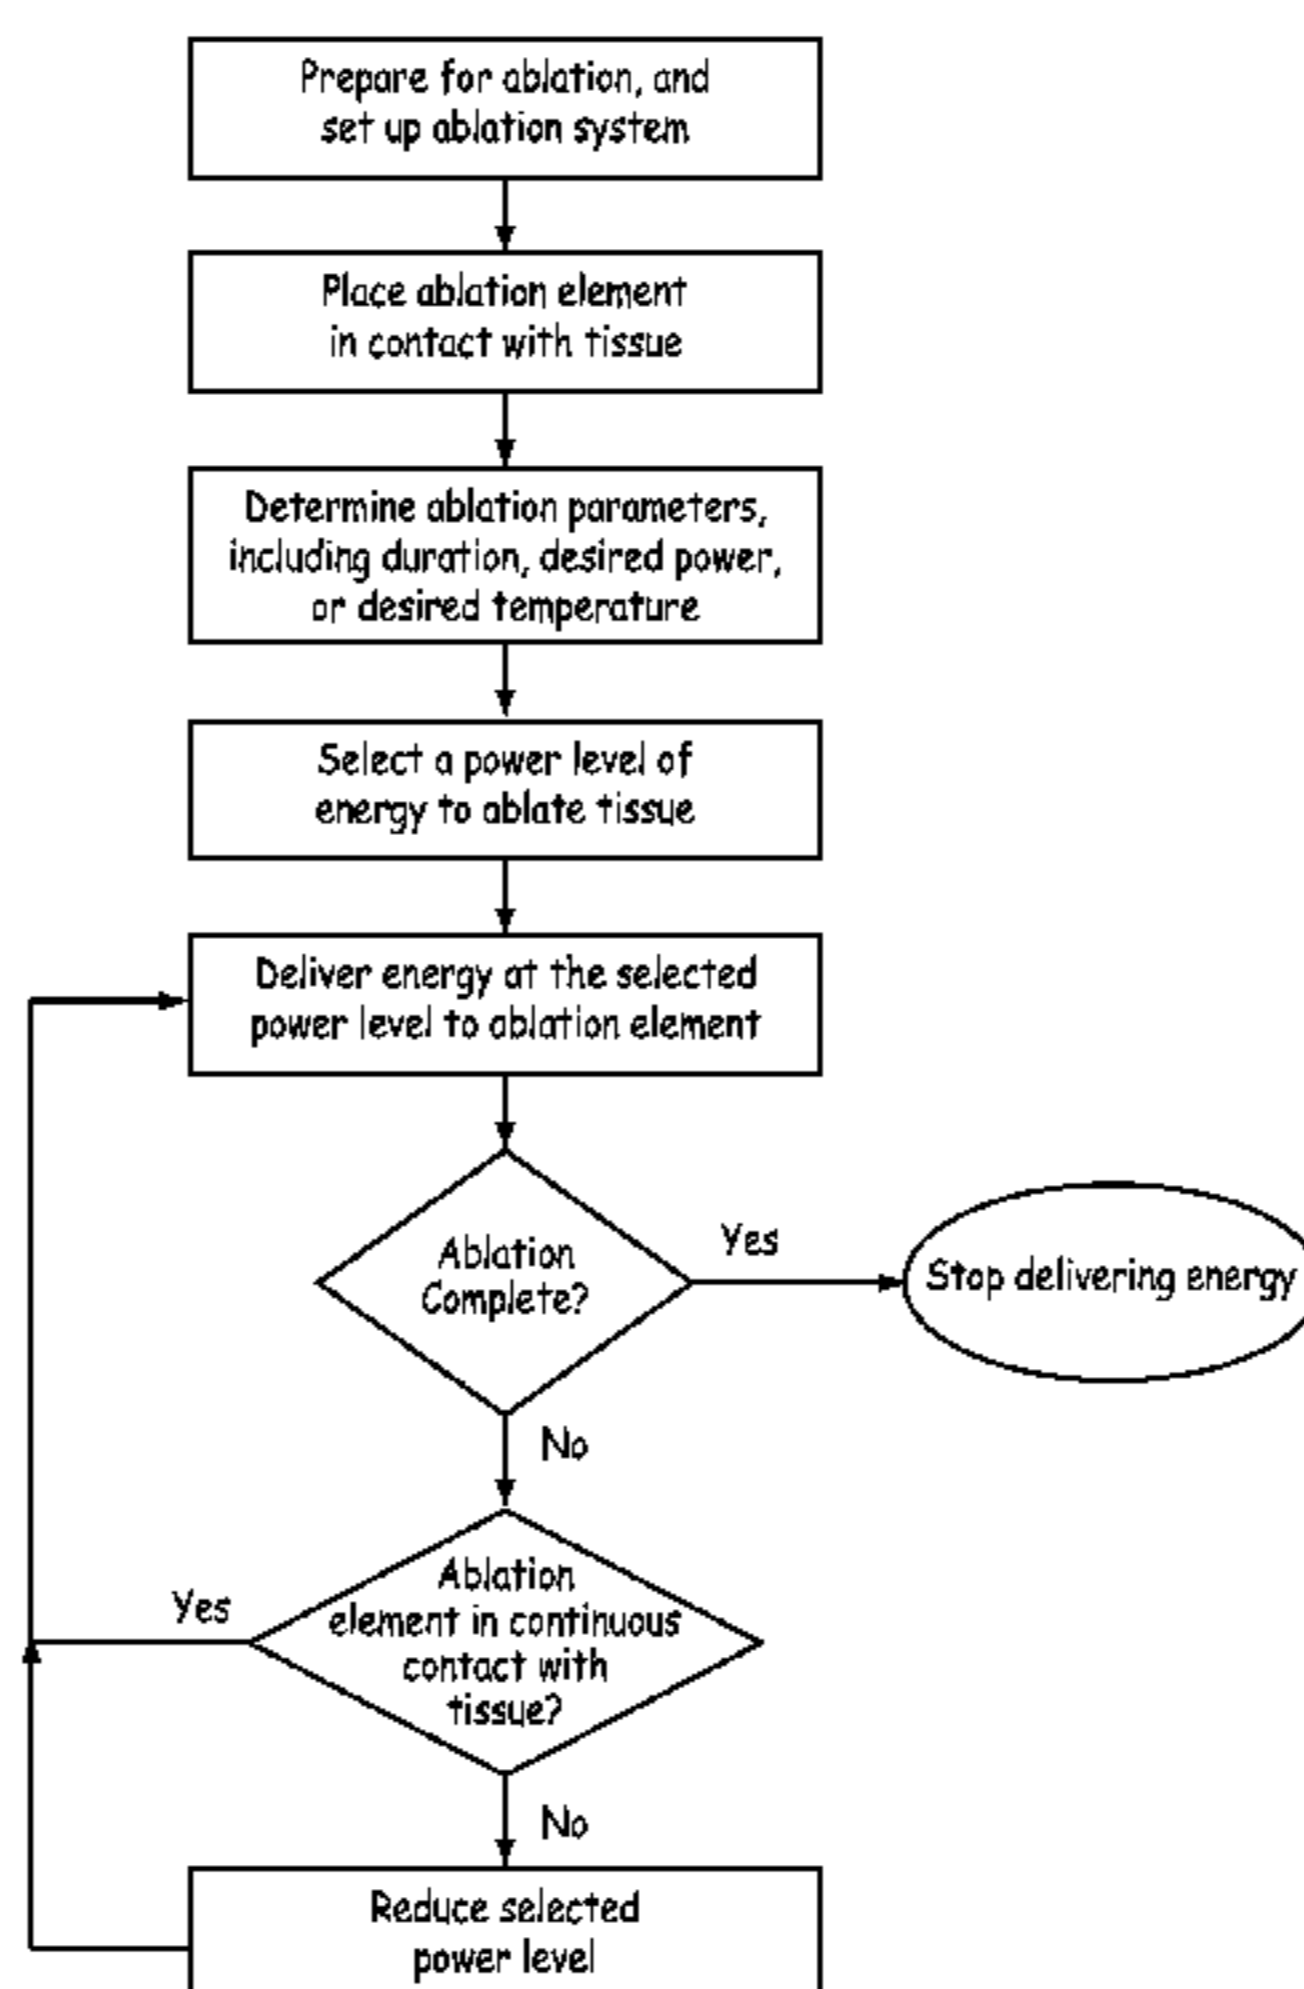 Prepare for ablation, and
set up ablation system
Place ablation element
in contact with tissue
Determine ablation parameters,
including duration, desired power,
or desired temperature
Select a power level of
energy to ablate tissue
Deliver energy at the selected
power level to ablation element
Ablation
Complete?
Yes
Stop delivering energy
No
Ablation
element in continuous
contact with
tissue?
Yes
No
Reduce selected
power level